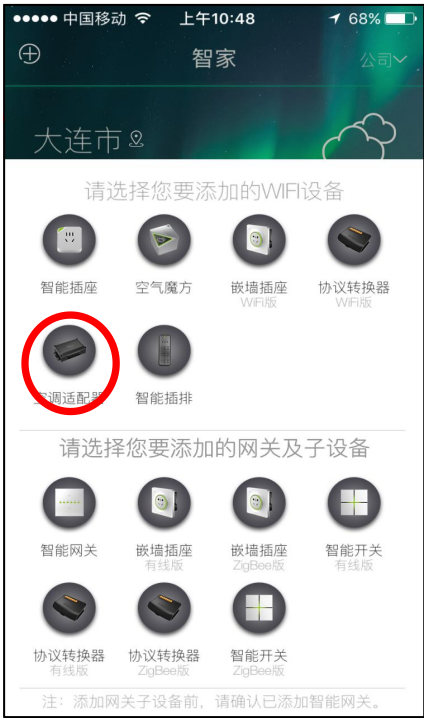 中国移动 上午10:48 68%
智家 公司
大连市
请选择您要添加的WIFI设备
智能插座 空气魔方 嵌墙插座 协议转换器
WiFi版 WiFi版
空调适配器 智能插排
请选择您要添加的网关及子设备
智能网关 嵌墙插座 嵌墙插座 智能开关
有线版 ZigBee版 有线版
协议转换器 协议转换器 智能开关
有线版 ZigBee版 ZigBee版
注：添加网关子设备前，请确认已添加智能网关。